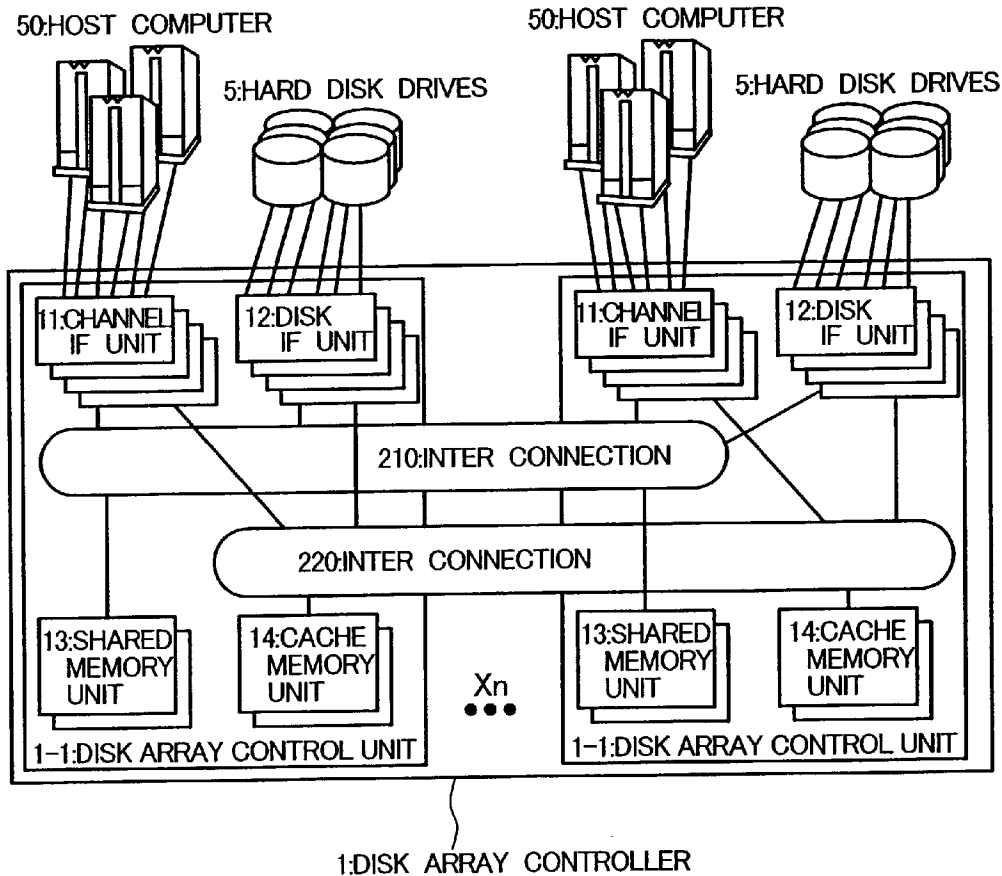 50:HOST COMPUTER
5:HARD DISK DRIVES
50:HOST COMPUTER
5:HARD DISK DRIVES
11:CHANNEL
IF UNIT
12:DISK
IF UNIT
11:CHANNEL
IF UNIT
12:DISK
IF UNIT
210:INTER CONNECTION
220:INTER CONNECTION
13:SHARED
MEMORY
UNIT
14:CACHE
MEMORY
UNIT
Xn
13:SHARED
MEMORY
UNIT
14:CACHE
MEMORY
UNIT
1-1:DISK ARRAY CONTROL UNIT
1-1:DISK ARRAY CONTROL UNIT
1:DISK ARRAY CONTROLLER